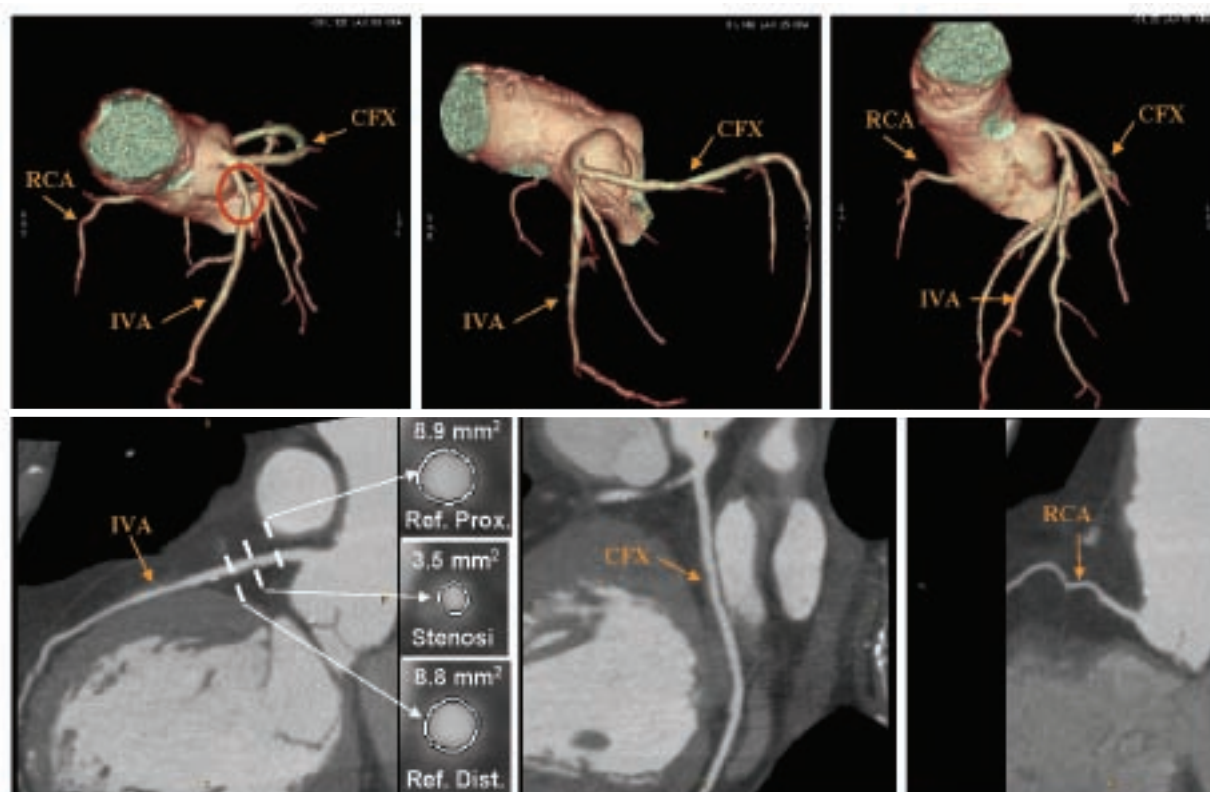 CFX
RCA
IVA
CFX
IVA
RCA
CFX
IVA
8.9 mm²
Ref. Prox.
IVA
3.5 mm²
Stenosi
8.8 mm²
Ref. Dist.
CFX
RCA